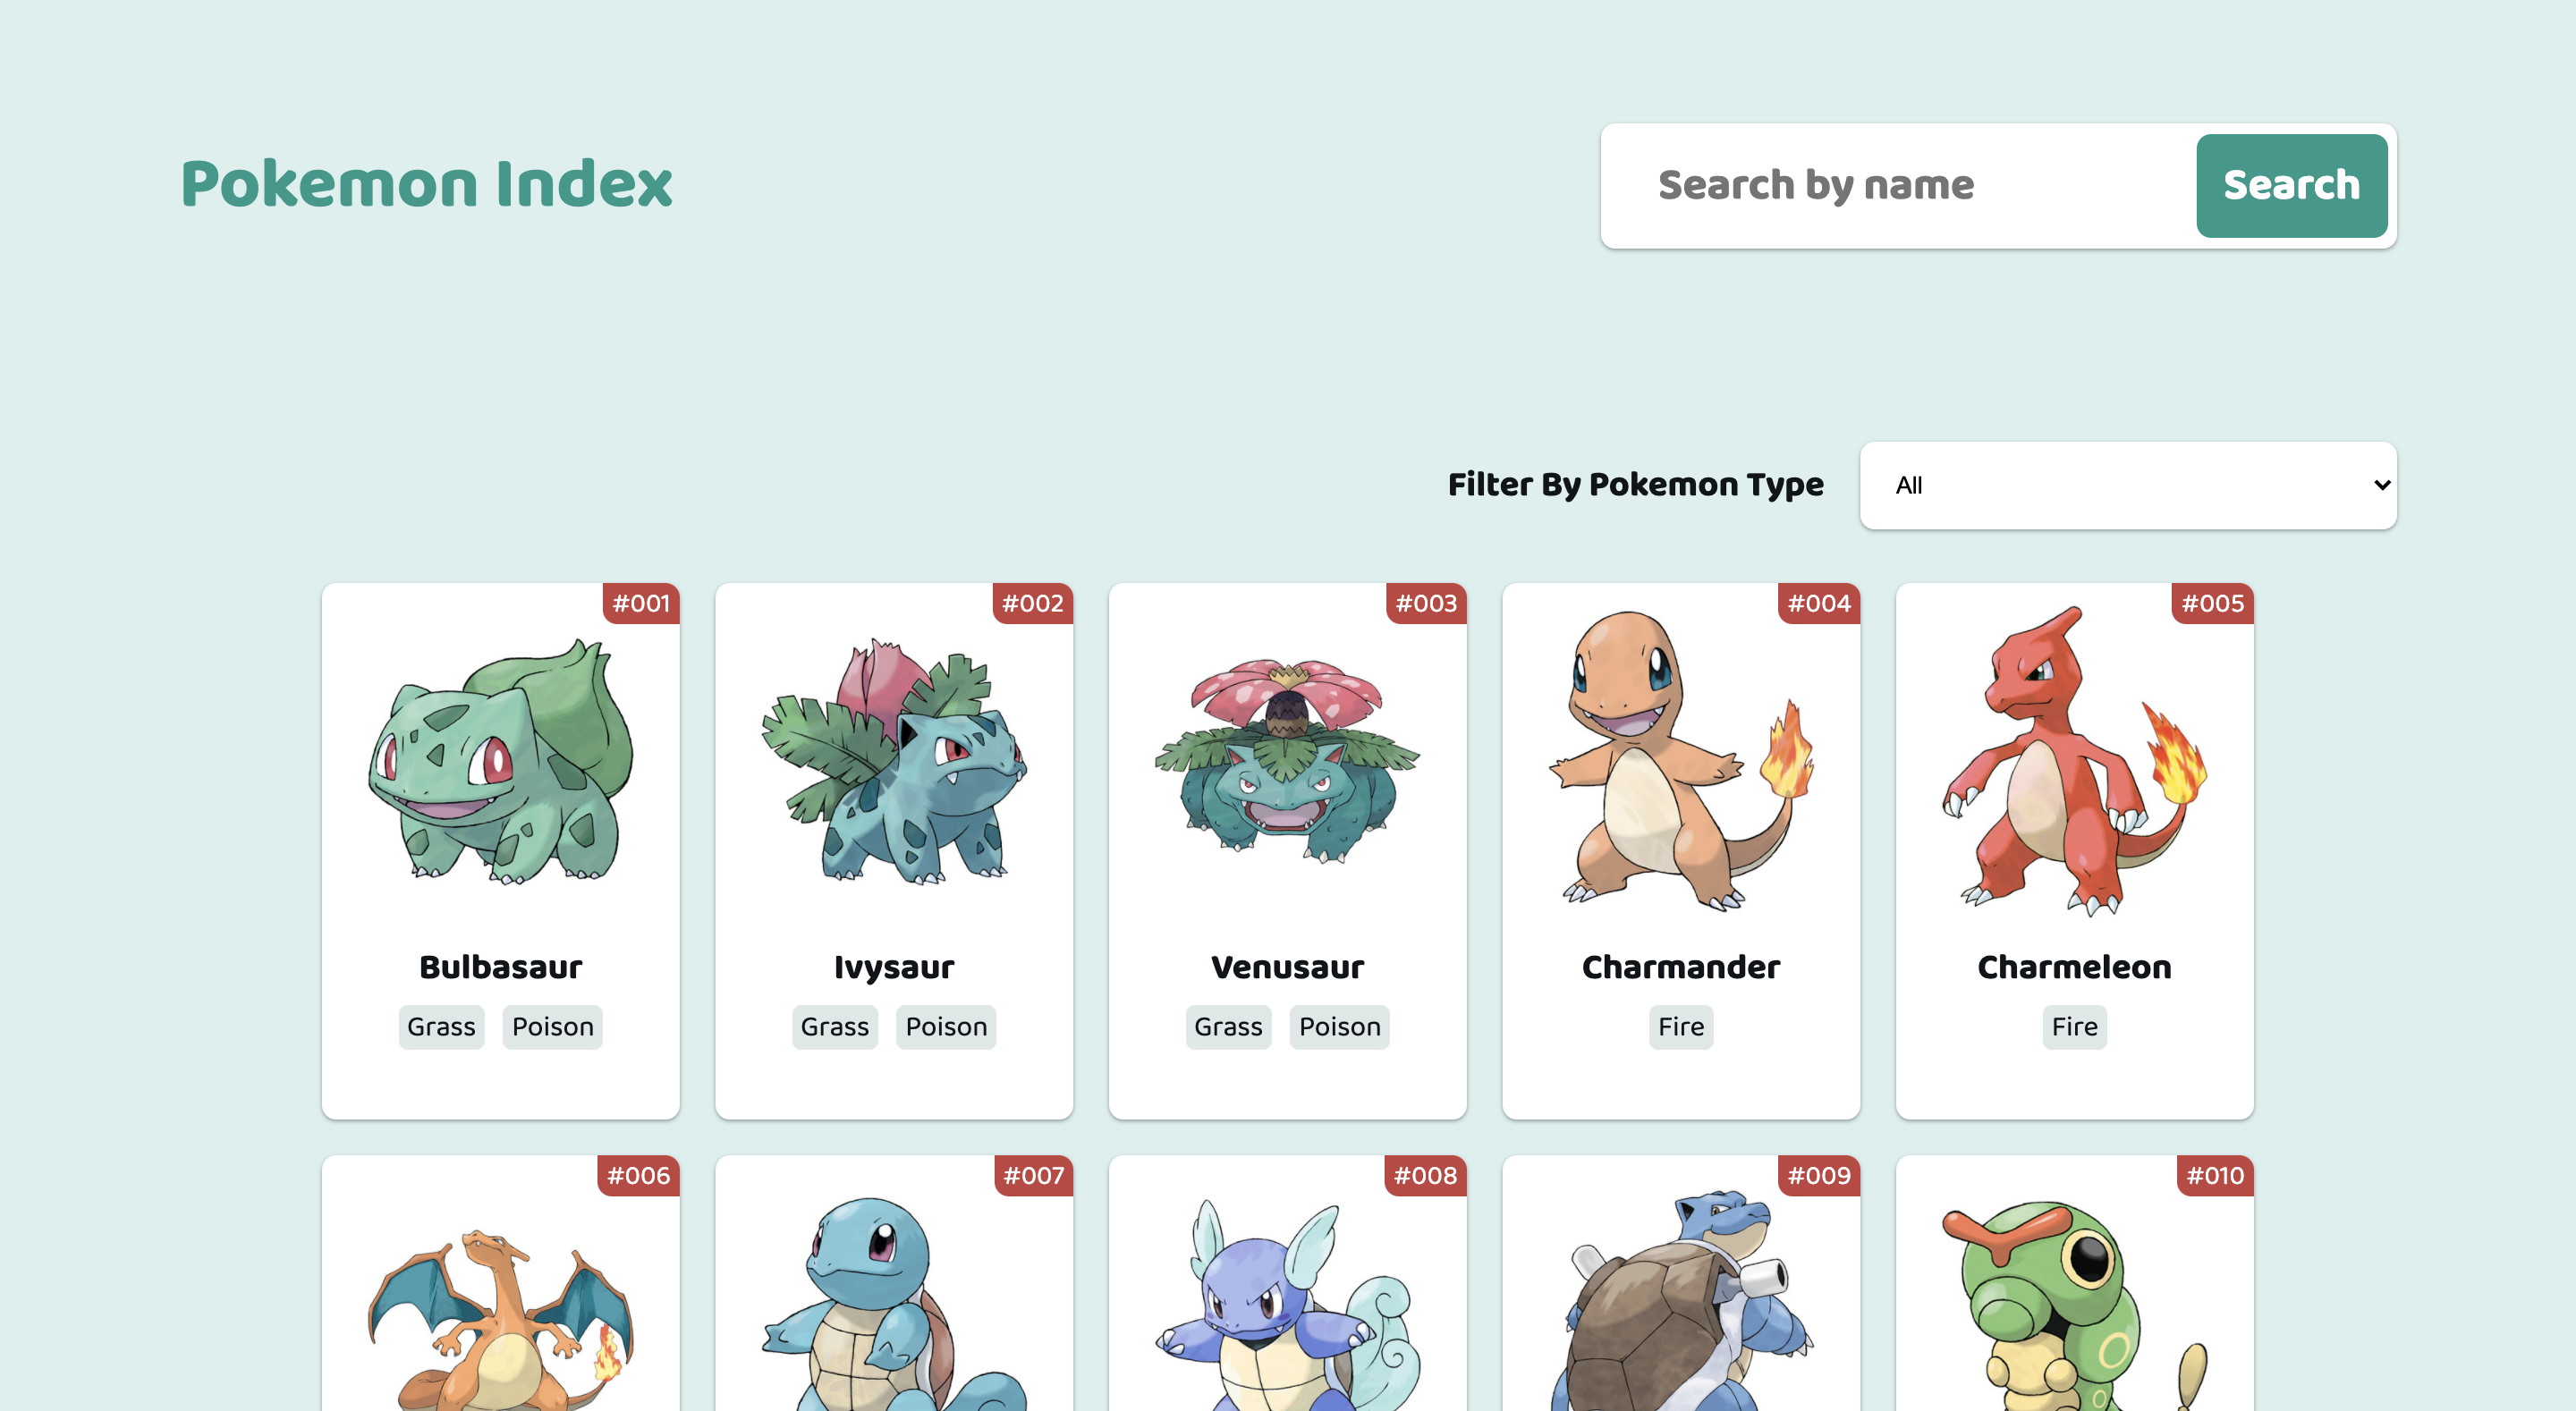 Pokemon Index
Search by name
Search
Filter By Pokemon Type
All
#001
Bulbasaur
Grass Poison
#002
Ivysaur
Grass Poison
#003
Venusaur
Grass Poison
#004
Charmander
Fire
#005
Charmeleon
Fire
#006
#007
#008
#009
#010